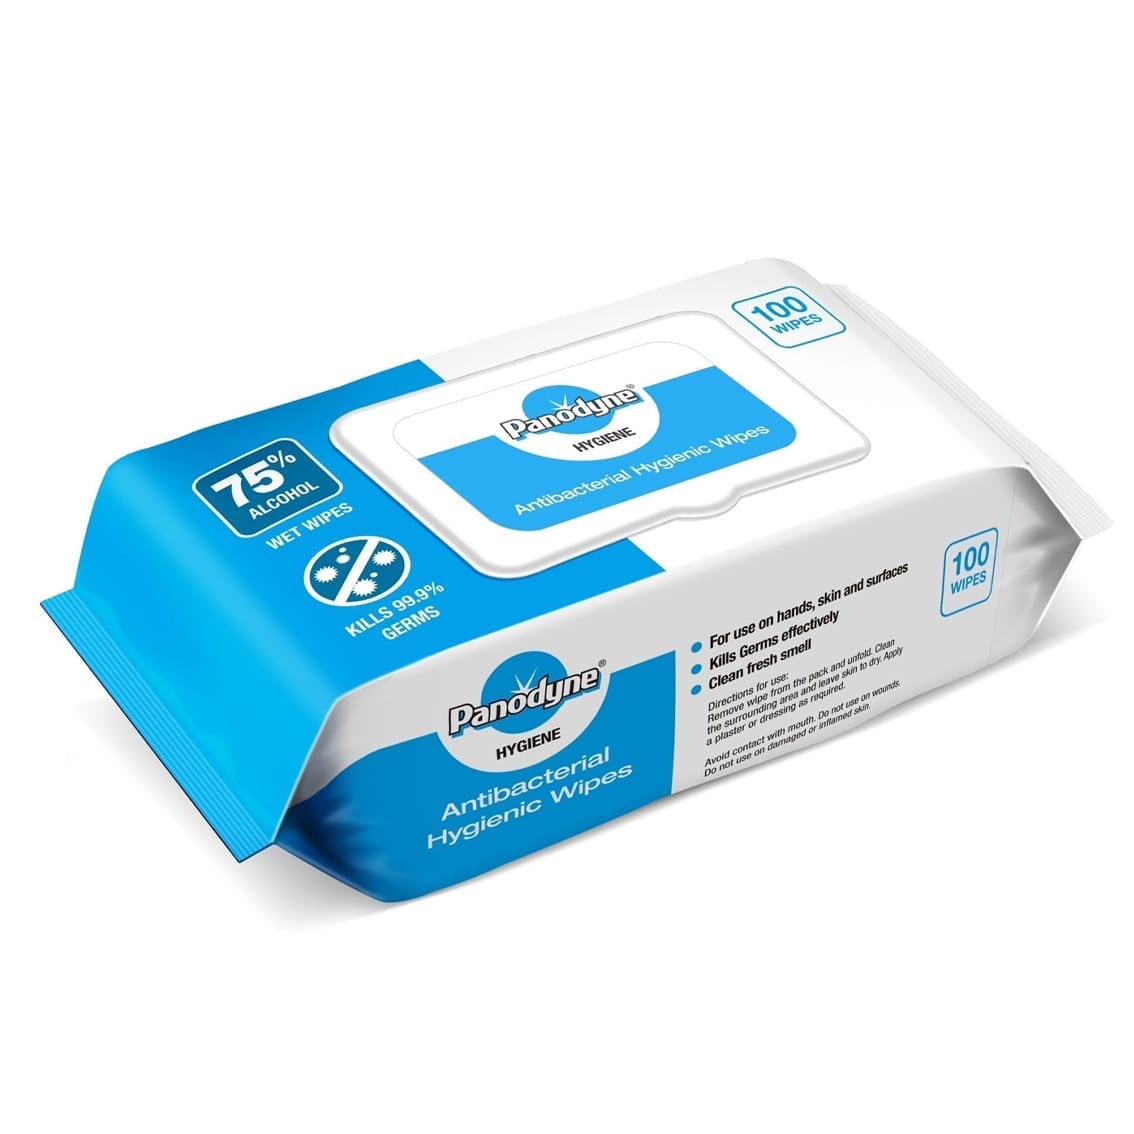 100
WIPES
Panodyne®
HYGIENE
Antibacterial Hygienic Wipes
75%
ALCOHOL
WET WIPES
KILLS 99.9%
GERMS
Panodyne®
HYGIENE
Antibacterial
Hygienic Wipes
• For use on hands, skin and surfaces
• Kills Germs effectively
• Clean fresh smell
Directions for use:
Remove wipe from the pack and unfold. Clean
the surrounding area and leave skin to dry. Apply
a plaster or dressing as required.
Avoid contact with mouth. Do not use on wounds.
Do not use on damaged or inflamed skin.
100
WIPES